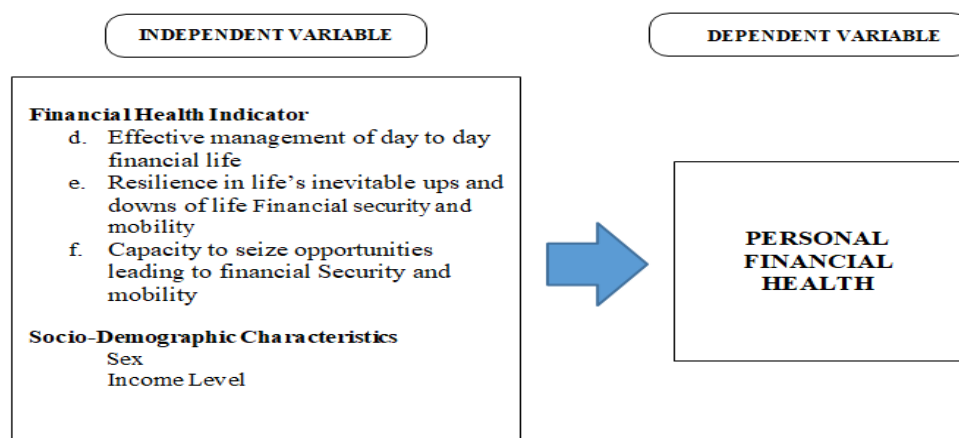 INDEPENDENT VARIABLE
DEPENDENT VARIABLE
Financial Health Indicator
d. Effective management of day to day
financial life
e. Resilience in life's inevitable ups and
downs of life Financial security and
mobility
f. Capacity to seize opportunities
leading to financial Security and
mobility
Socio-Demographic Characteristics
Sex
Income Level
PERSONAL
FINANCIAL
HEALTH